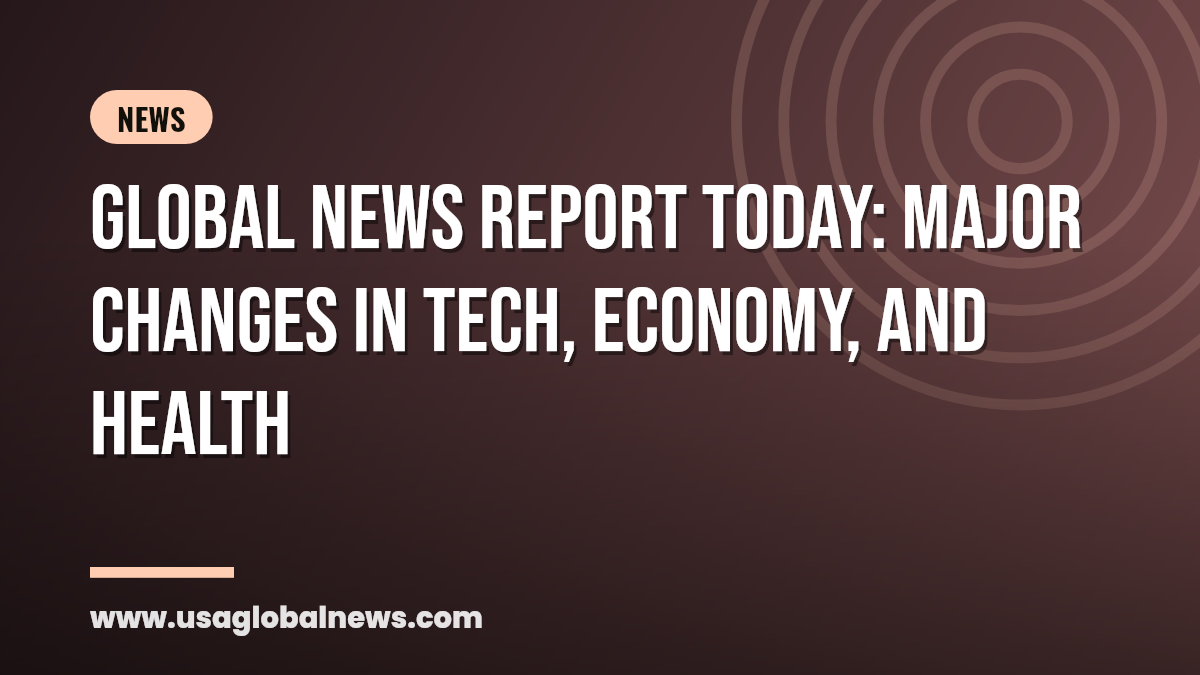 NEWS
GLOBAL NEWS REPORT TODAY: MAJOR
CHANGES IN TECH, ECONOMY, AND
HEALTH
www.usaglobalnews.com